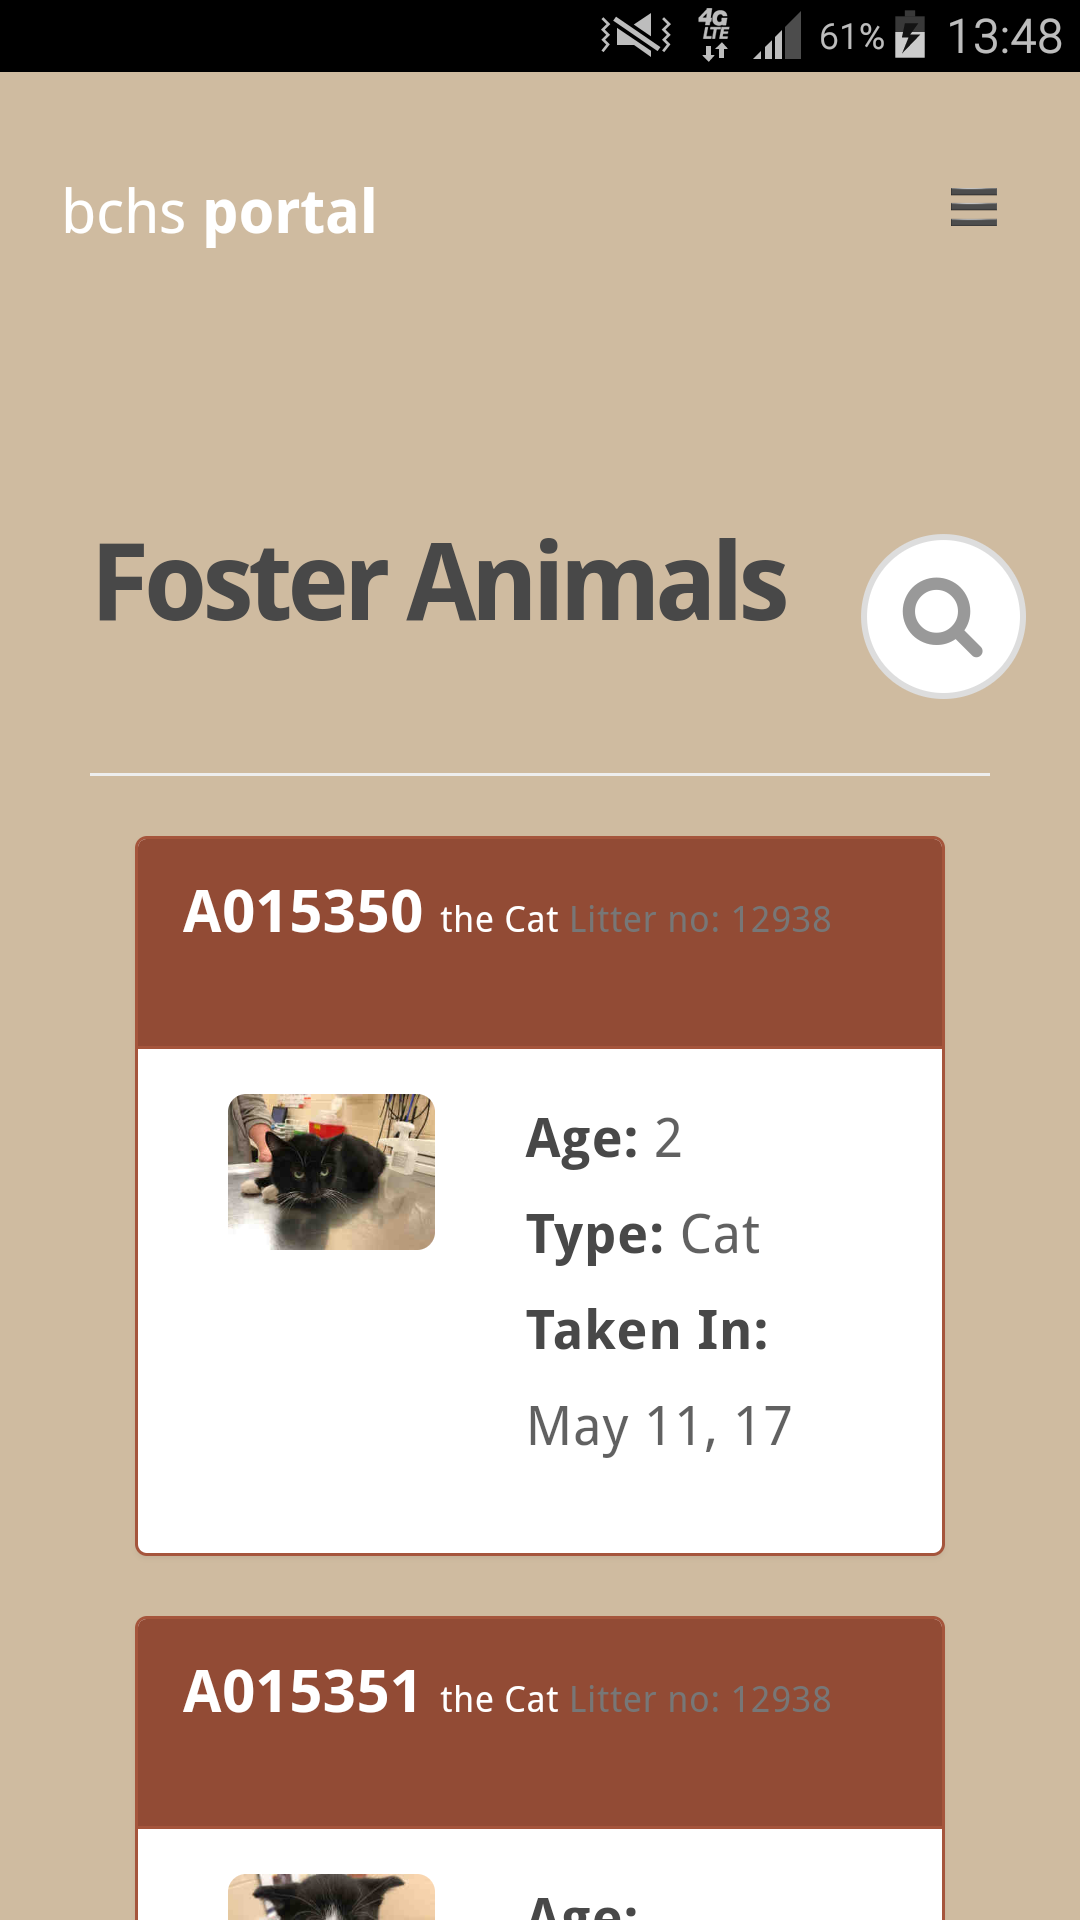 4G LTE 61% 13:48
bchs portal
Foster Animals
A015350 the Cat Litter no: 12938
Age: 2
Type: Cat
Taken In:
May 11, 17
A015351 the Cat Litter no: 12938
Age: